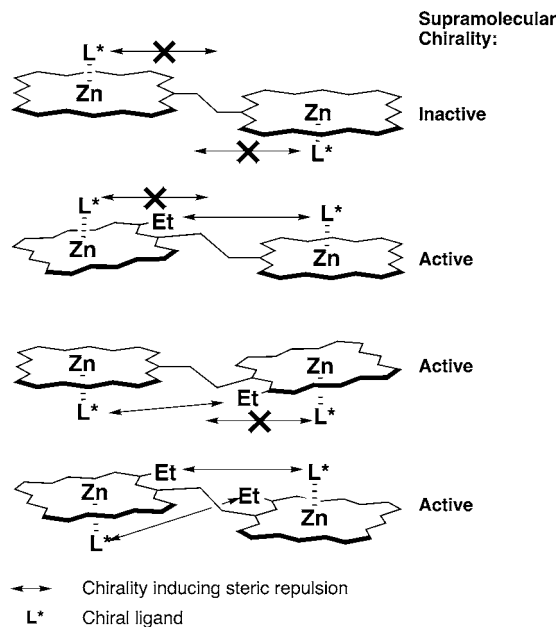 Supramolecular
Chirality:
L*
Zn
Zn
L*
Inactive
L*
Et
L*
Zn
Zn
Active
Zn
Zn
L*
Et
L*
Active
Et
L*
Zn
Et
Zn
L*
Active
Chirality inducing steric repulsion
L* Chiral ligand